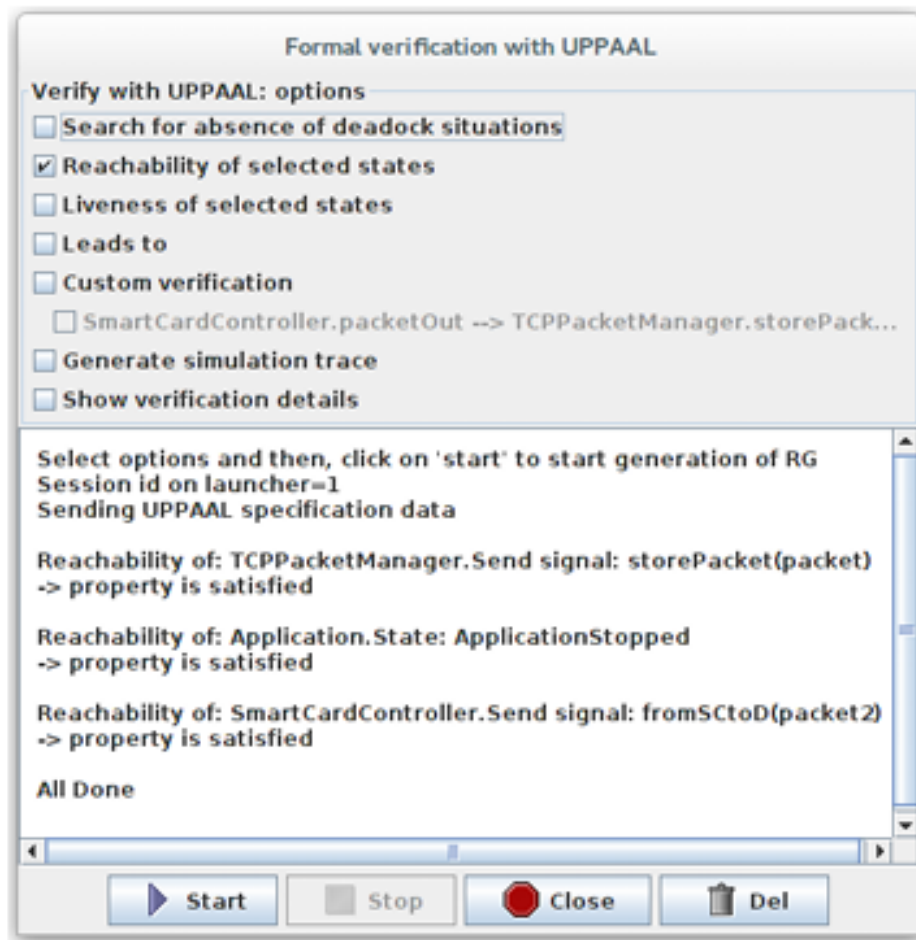 Formal verification with UPPAAL
Verify with UPPAAL: options
Search for absence of deadock situations
Reachability of selected states
Liveness of selected states
Leads to
Custom verification
SmartCardController.packetOut --> TCPPacketManager.storePack...
Generate simulation trace
Show verification details
Select options and then, click on 'start' to start generation of RG
Session id on launcher=1
Sending UPPAAL specification data
Reachability of: TCPPacketManager.Send signal: storePacket(packet)
-> property is satisfied
Reachability of: Application.State: ApplicationStopped
-> property is satisfied
Reachability of: SmartCardController.Send signal: fromSCtoD(packet2)
-> property is satisfied
All Done
Start Stop Close Del